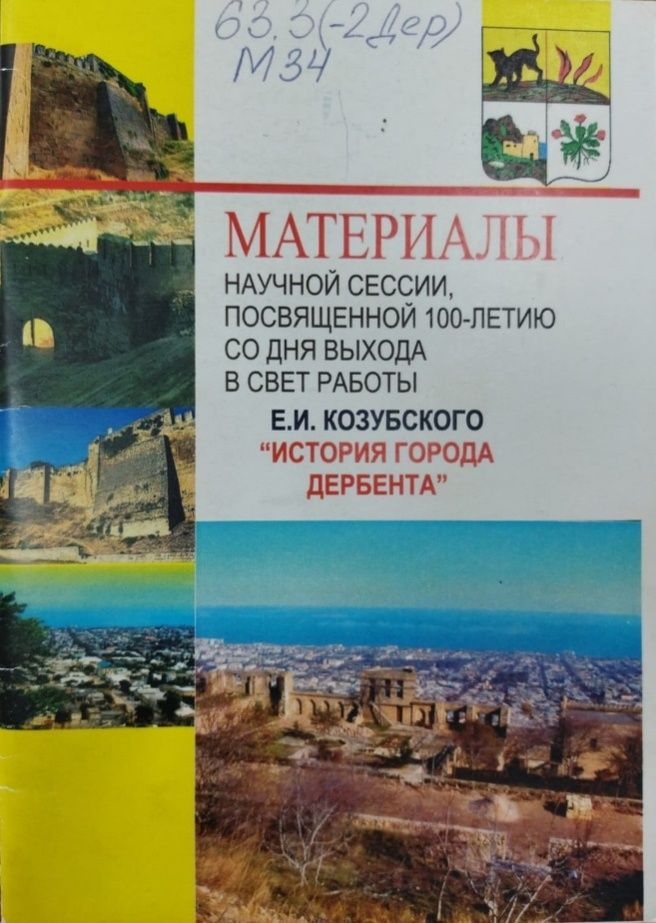 63.3(-2Дер)
М34
МАТЕРИАЛЫ
НАУЧНОЙ СЕССИИ,
ПОСВЯЩЕННОЙ 100-ЛЕТИЮ
СО ДНЯ ВЫХОДА
В СВЕТ РАБОТЫ
Е.И. КОЗУБСКОГО
“ИСТОРИЯ ГОРОДА
ДЕРБЕНТА”